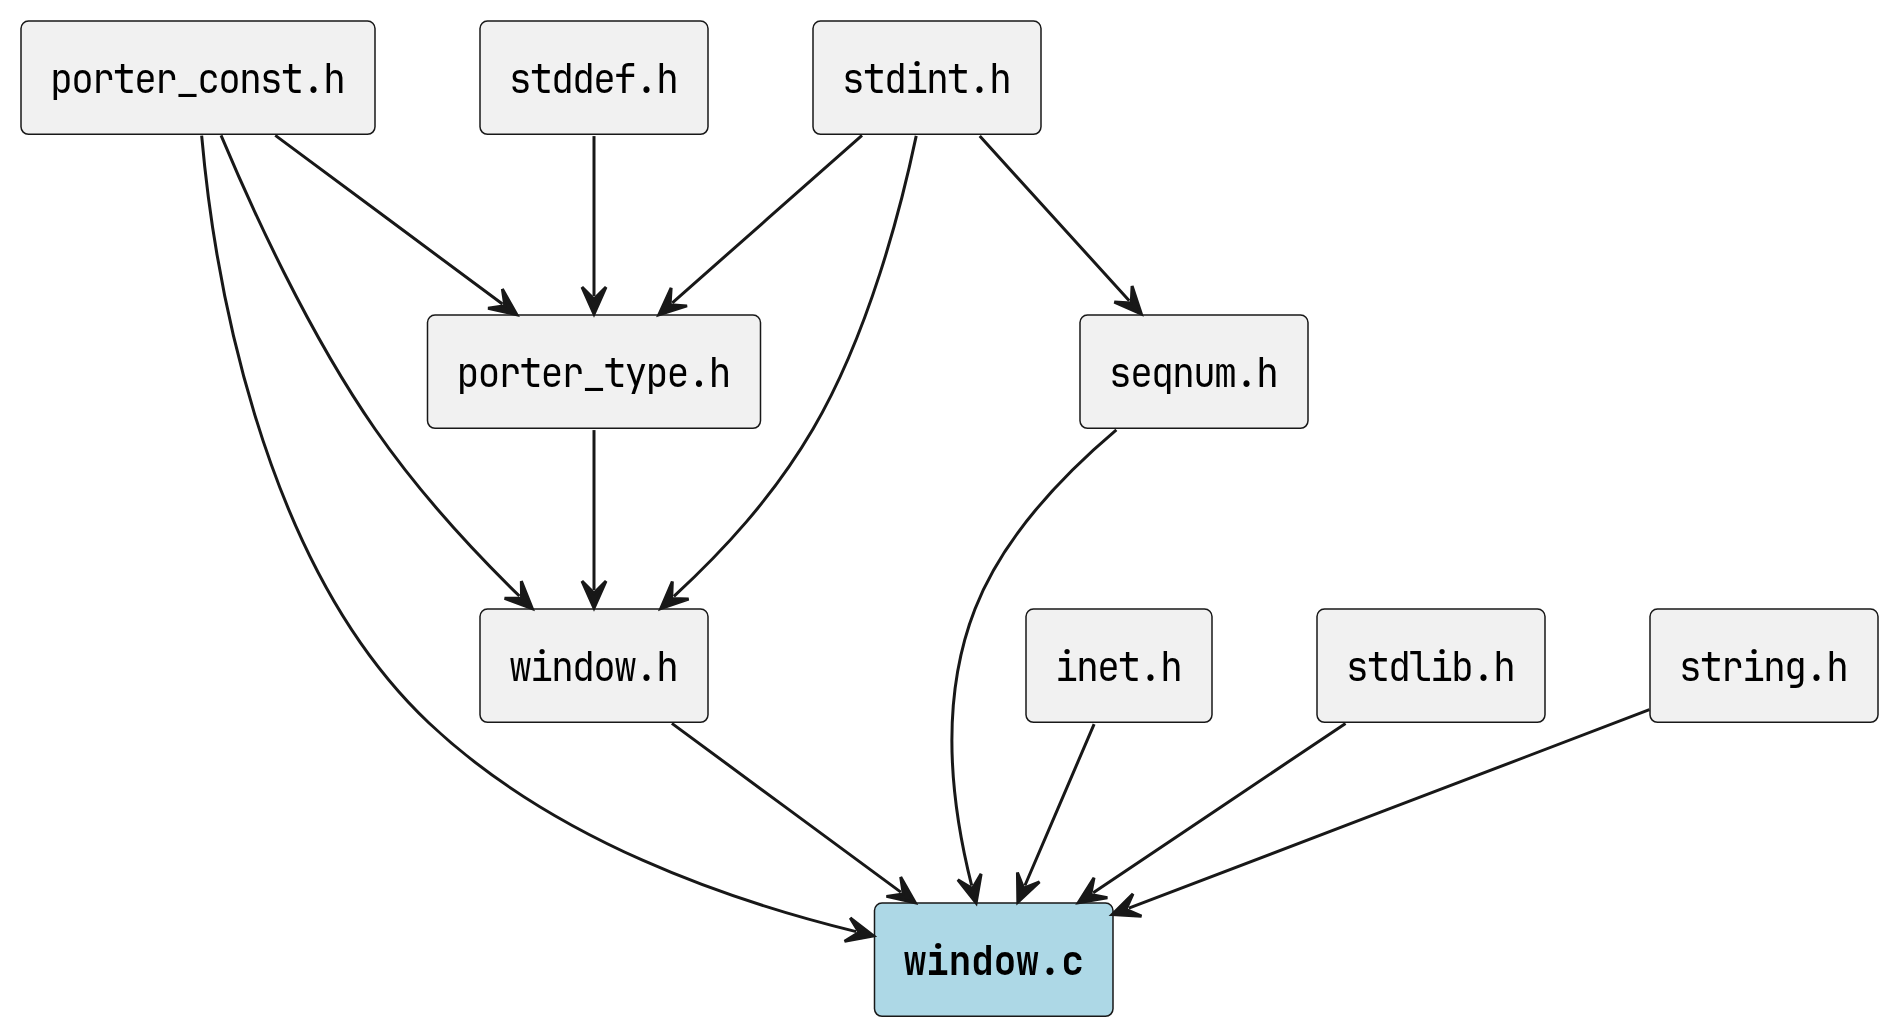 porter_const.h
stddef.h
stdint.h
porter_type.h
seqnum.h
window.h
inet.h
stdlib.h
string.h
window.c